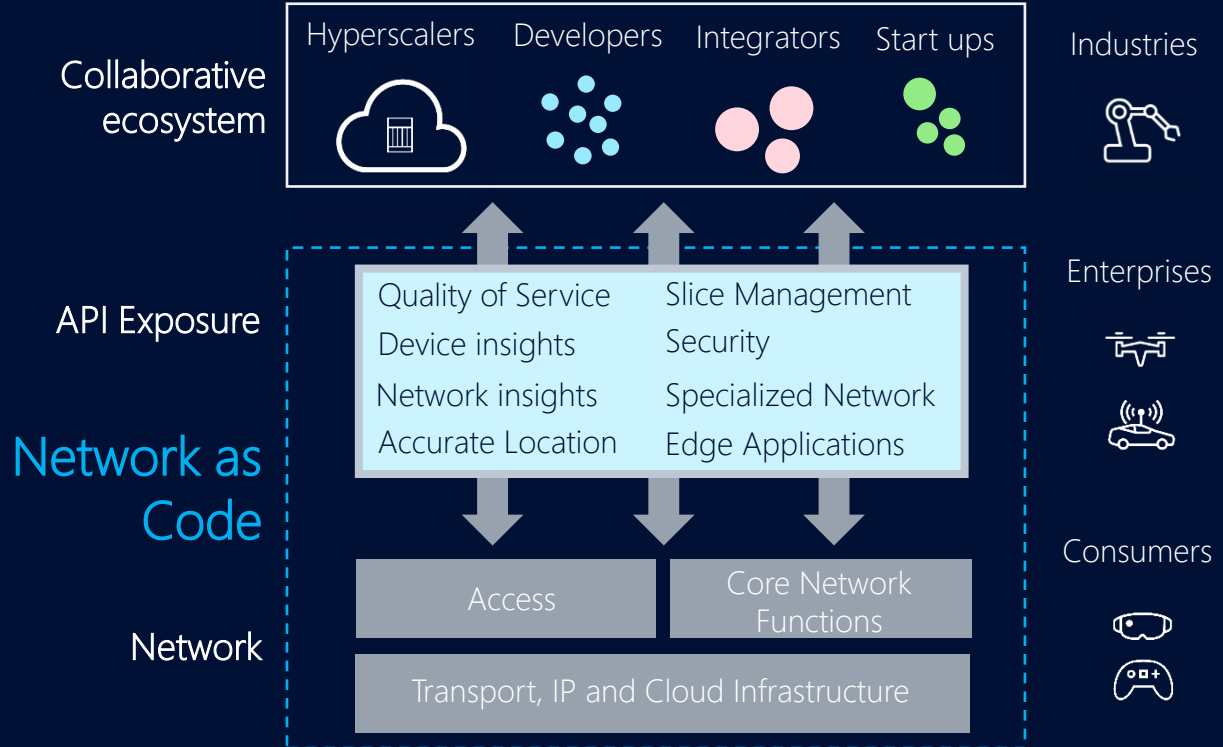 Hyperscalers
Developers
Integrators
Start ups
Industries
Collaborative
ecosystem
Enterprises
API Exposure
Quality of Service
Slice Management
Device insights
Security
Network insights
Specialized Network
Accurate Location
Edge Applications
Network as
Code
Consumers
Access
Core Network
Functions
Network
Transport, IP and Cloud Infrastructure